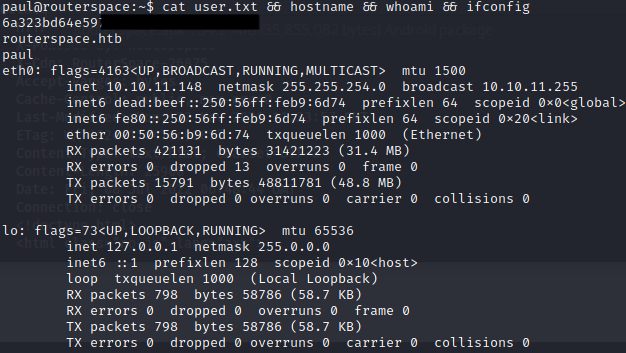 paul@routerspace:~$ cat user.txt && hostname && whoami && ifconfig
6a323bd64e597
routerspace.htb
paul
eth0: flags=4163<UP,BROADCAST,RUNNING,MULTICAST>  mtu 1500
        inet 10.10.11.148  netmask 255.255.254.0  broadcast 10.10.11.255
        inet6 dead:beef::250:56ff:feb9:6d74  prefixlen 64  scopeid 0×0<global>
        inet6 fe80::250:56ff:feb9:6d74  prefixlen 64  scopeid 0×20<link>
        ether 00:50:56:b9:6d:74  txqueuelen 1000  (Ethernet)
        RX packets 421131  bytes 31421223 (31.4 MB)
        RX errors 0  dropped 13  overruns 0  frame 0
        TX packets 15791  bytes 48811781 (48.8 MB)
        TX errors 0  dropped 0 overruns 0  carrier 0  collisions 0

lo: flags=73<UP,LOOPBACK,RUNNING>  mtu 65536
        inet 127.0.0.1  netmask 255.0.0.0
        inet6 ::1  prefixlen 128  scopeid 0×10<host>
        loop  txqueuelen 1000  (Local Loopback)
        RX packets 798  bytes 58786 (58.7 KB)
        RX errors 0  dropped 0  overruns 0  frame 0
        TX packets 798  bytes 58786 (58.7 KB)
        TX errors 0  dropped 0 overruns 0  carrier 0  collisions 0